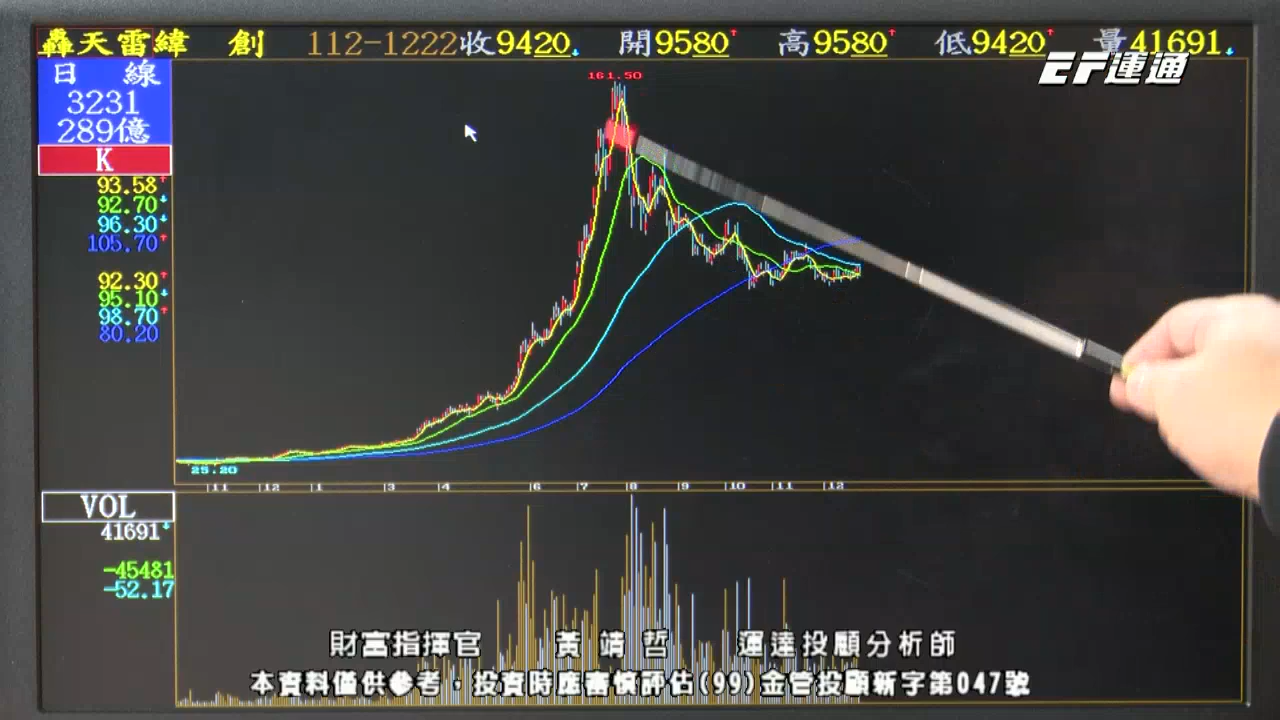 轟天雷緯 創 112-1222收9420 開9580 高9580 低9420 量41691
EF運通
日 線
3231
289億
K
93.58
92.70
96.30
105.70
92.30
95.10
98.70
80.20
161.50
25.20
11 12 1 3 4 6 7 8 9 10 11 12
VOL
41691
-45481
-52.17
財富指揮官 黃靖哲 運達投顧分析師
本資料僅供參考，投資時應審慎評估(99)金管投顧新字第047號